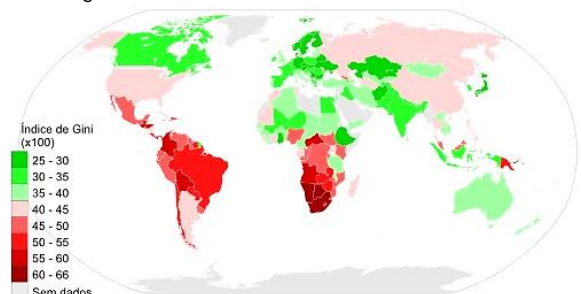 Índice de Gini
(x100)
25 - 30
30 - 35
35 - 40
40 - 45
45 - 50
50 - 55
55 - 60
60 - 66
Sem dados